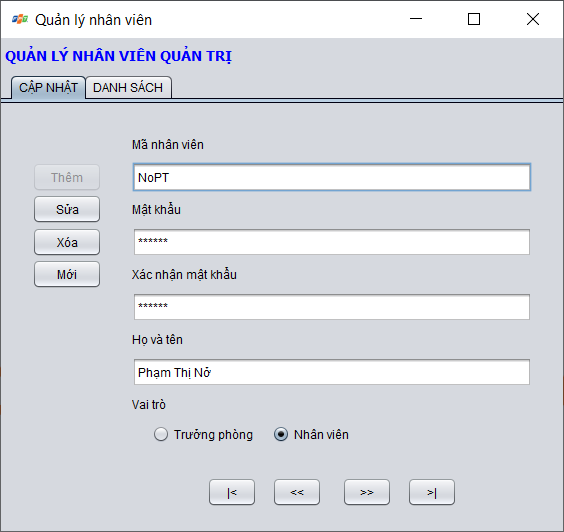 Quản lý nhân viên
QUẢN LÝ NHÂN VIÊN QUẢN TRỊ
CẬP NHẬT DANH SÁCH
Mã nhân viên
Thêm
NoPT
Sửa
Mật khẩu
Xóa
******
Mới
Xác nhận mật khẩu
******
Họ và tên
Phạm Thị Nở
Vai trò
Trưởng phòng Nhân viên
|< << >> >|